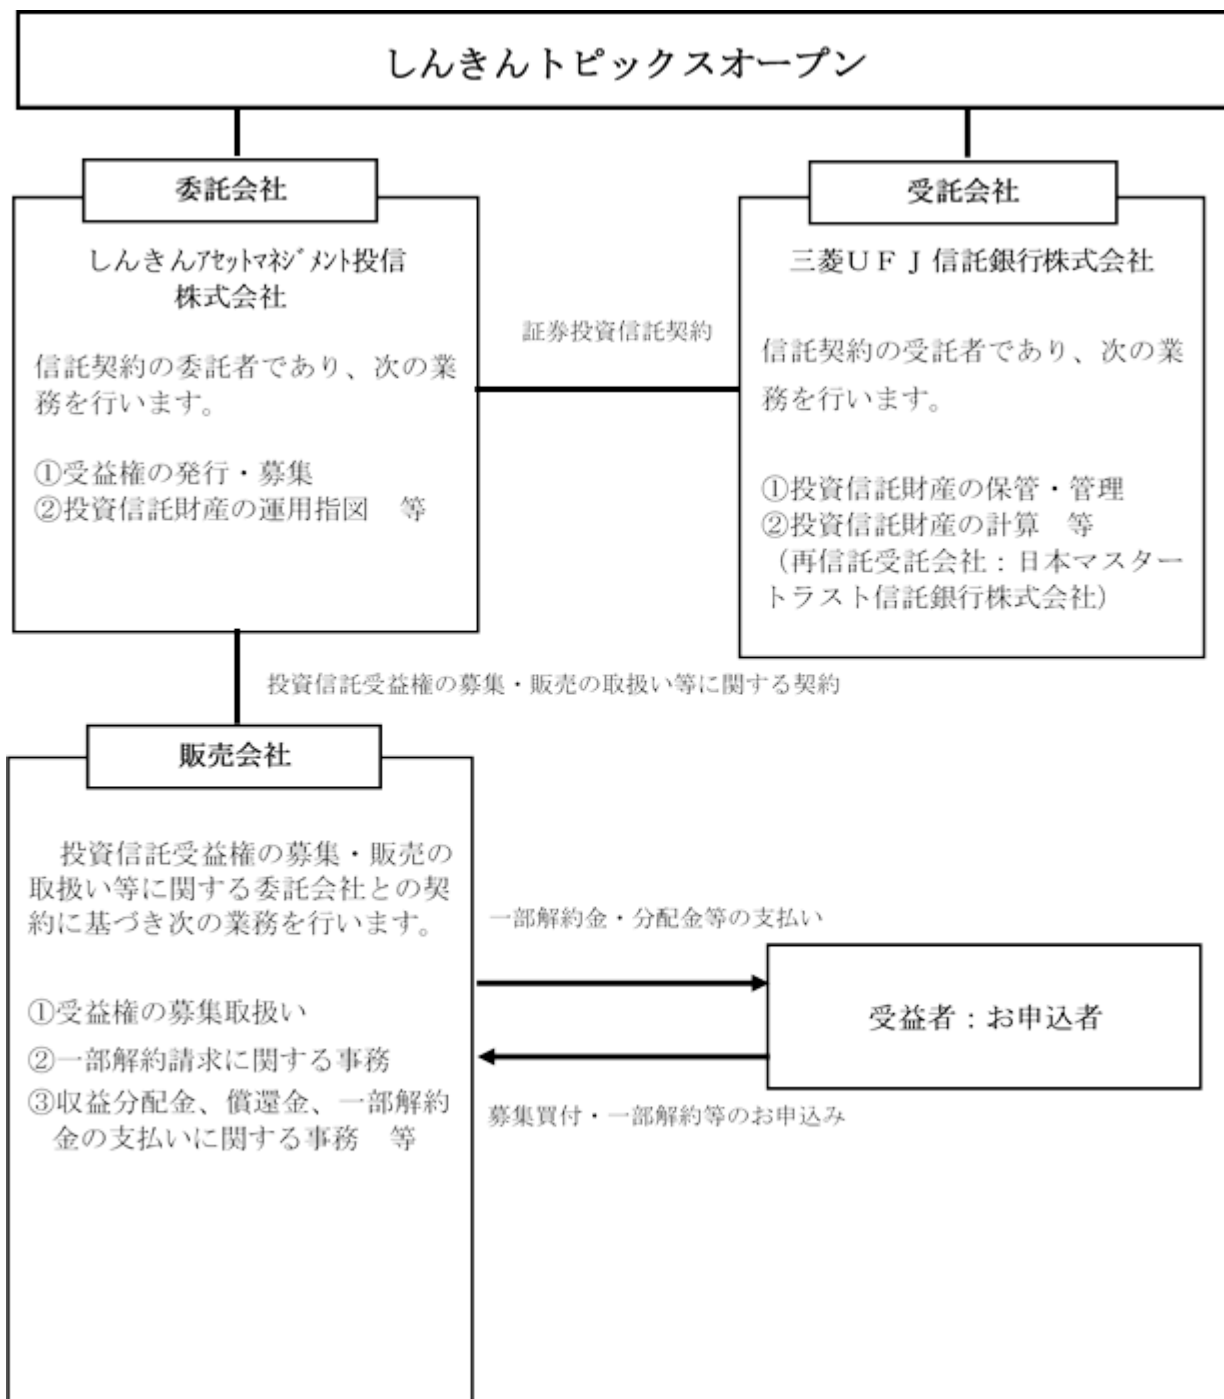 しんきんトピックスオープン
委託会社
しんきんｱｾｯﾄﾏﾈｼﾞﾒﾝﾄ投信
株式会社
信託契約の委託者であり、次の業
務を行います。
①受益権の発行・募集
②投資信託財産の運用指図　等
証券投資信託契約
受託会社
三菱ＵＦＪ信託銀行株式会社
信託契約の受託者であり、次の業
務を行います。
①投資信託財産の保管・管理
②投資信託財産の計算　等
（再信託受託会社：日本マスター
トラスト信託銀行株式会社）
投資信託受益権の募集・販売の取扱い等に関する契約
販売会社
投資信託受益権の募集・販売の
取扱い等に関する委託会社との契
約に基づき次の業務を行います。
①受益権の募集取扱い
②一部解約請求に関する事務
③収益分配金、償還金、一部解約
金の支払いに関する事務　等
一部解約金・分配金等の支払い
受益者：お申込者
募集買付・一部解約等のお申込み